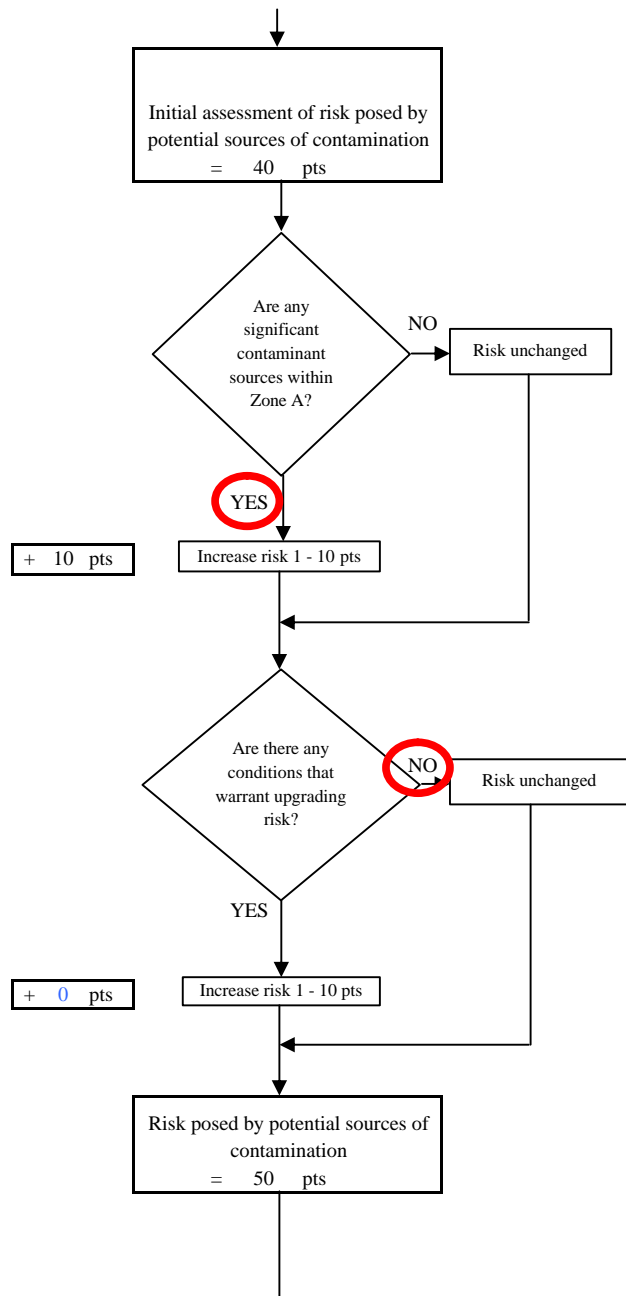 Initial assessment of risk posed by
potential sources of contamination
= 40 pts
Are any
significant
contaminant
sources within
Zone A?
NO
Risk unchanged
YES
+ 10 pts
Increase risk 1 - 10 pts
Are there any
conditions that
warrant upgrading
risk?
NO
Risk unchanged
YES
+ 0 pts
Increase risk 1 - 10 pts
Risk posed by potential sources of
contamination
= 50 pts